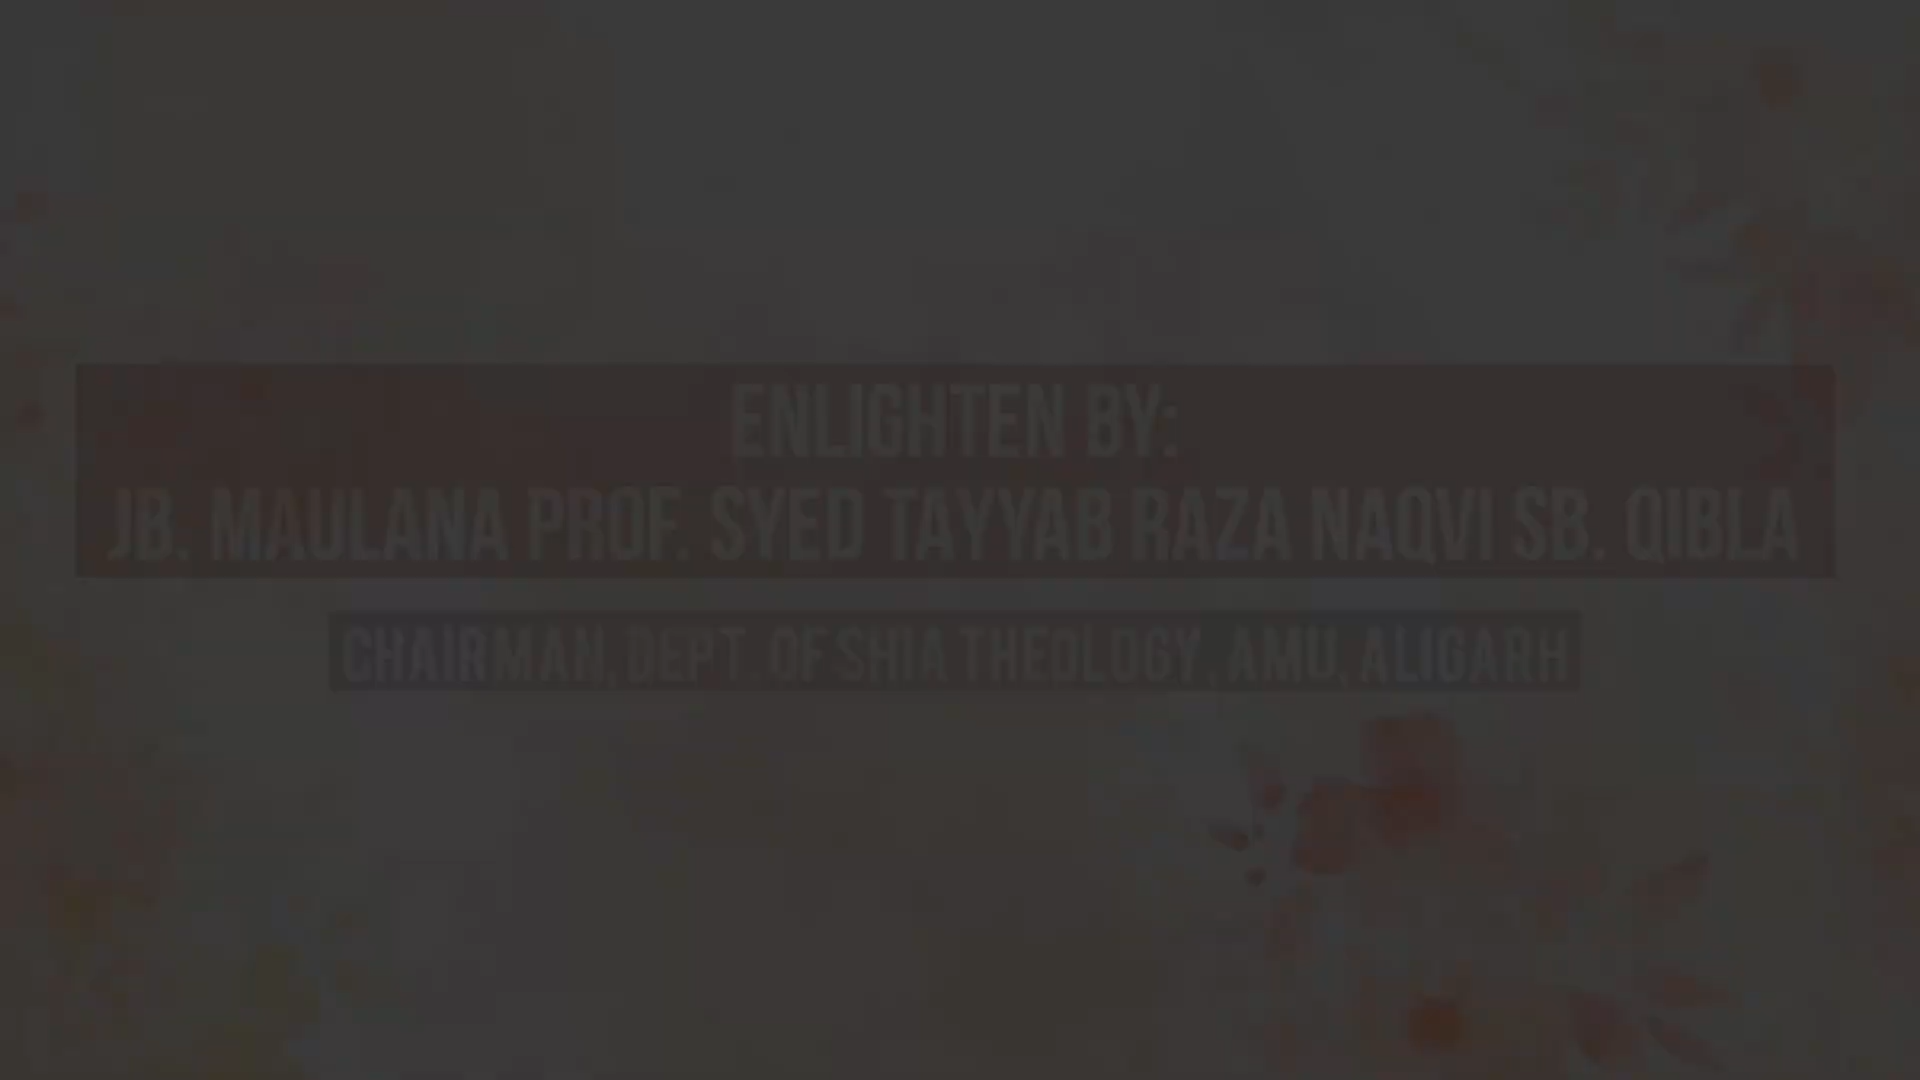 ENLIGHTEN BY:
JB. MAULANA PROF. SYED TAYYAB RAZA NAQVI SB. QIBLA
CHAIRMAN, DEPT. OF SHIA THEOLOGY, AMU, ALIGARH